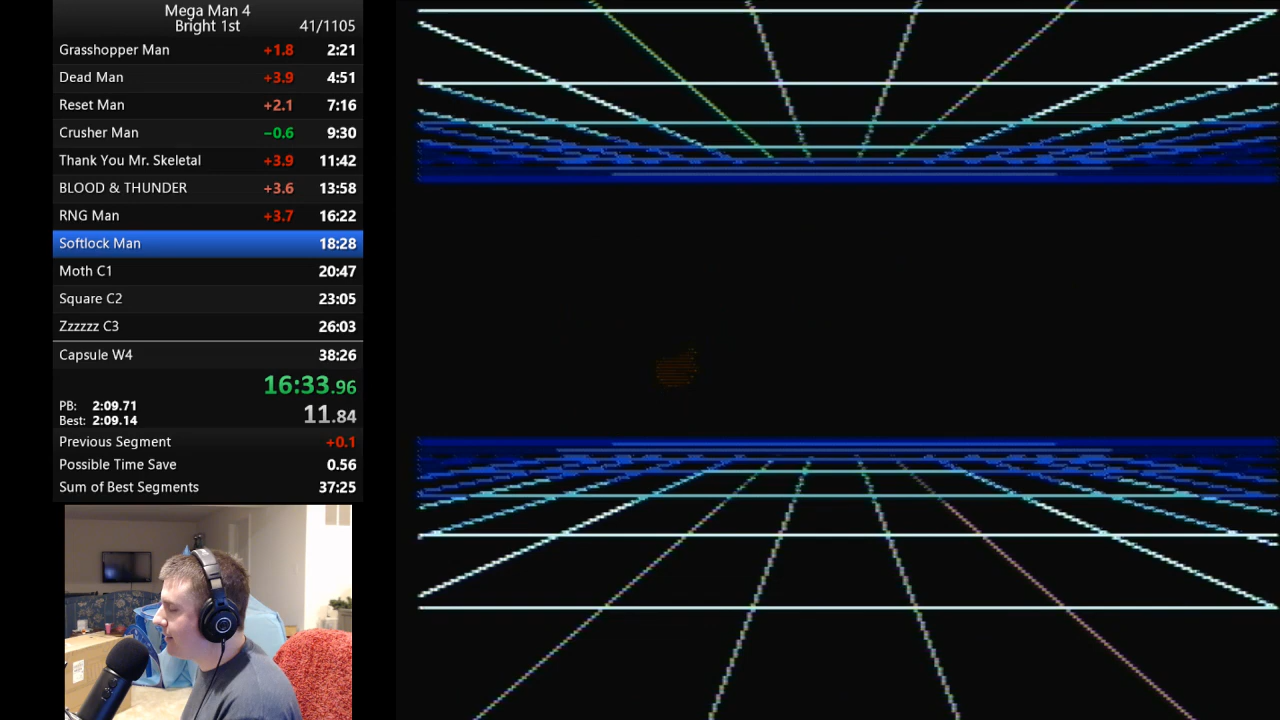 Mega Man 4
Bright 1st 41/1105
Grasshopper Man +1.8 2:21
Dead Man +3.9 4:51
Reset Man +2.1 7:16
Crusher Man −0.6 9:30
Thank You Mr. Skeletal +3.9 11:42
BLOOD & THUNDER +3.6 13:58
RNG Man +3.7 16:22
Softlock Man 18:28
Moth C1 20:47
Square C2 23:05
Zzzzzz C3 26:03
Capsule W4 38:26
16:33.96
PB: 2:09.71
Best: 2:09.14
11.84
Previous Segment +0.1
Possible Time Save 0.56
Sum of Best Segments 37:25